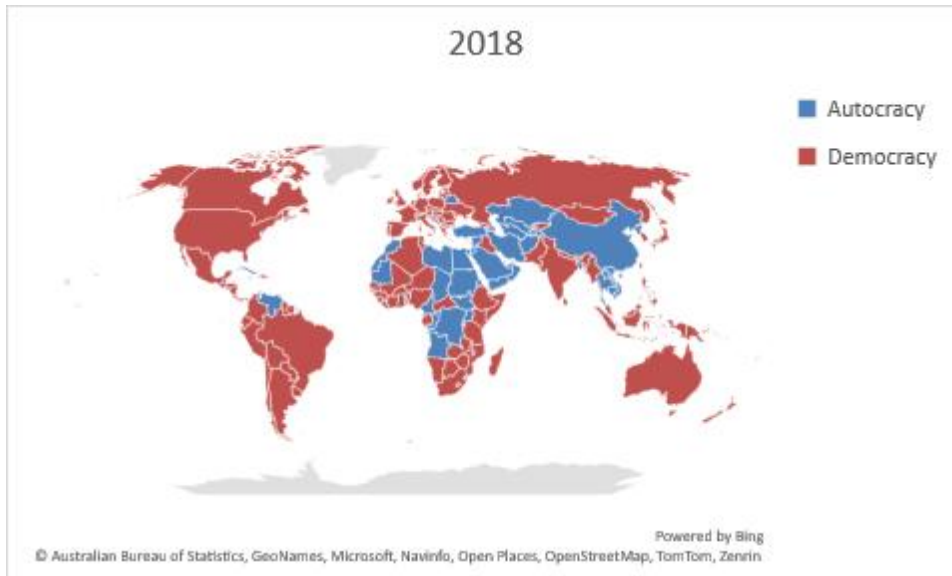 2018
Autocracy
Democracy
Powered by Bing
© Australian Bureau of Statistics, GeoNames, Microsoft, Navinfo, Open Places, OpenStreetMap, TomTom, Zenrin